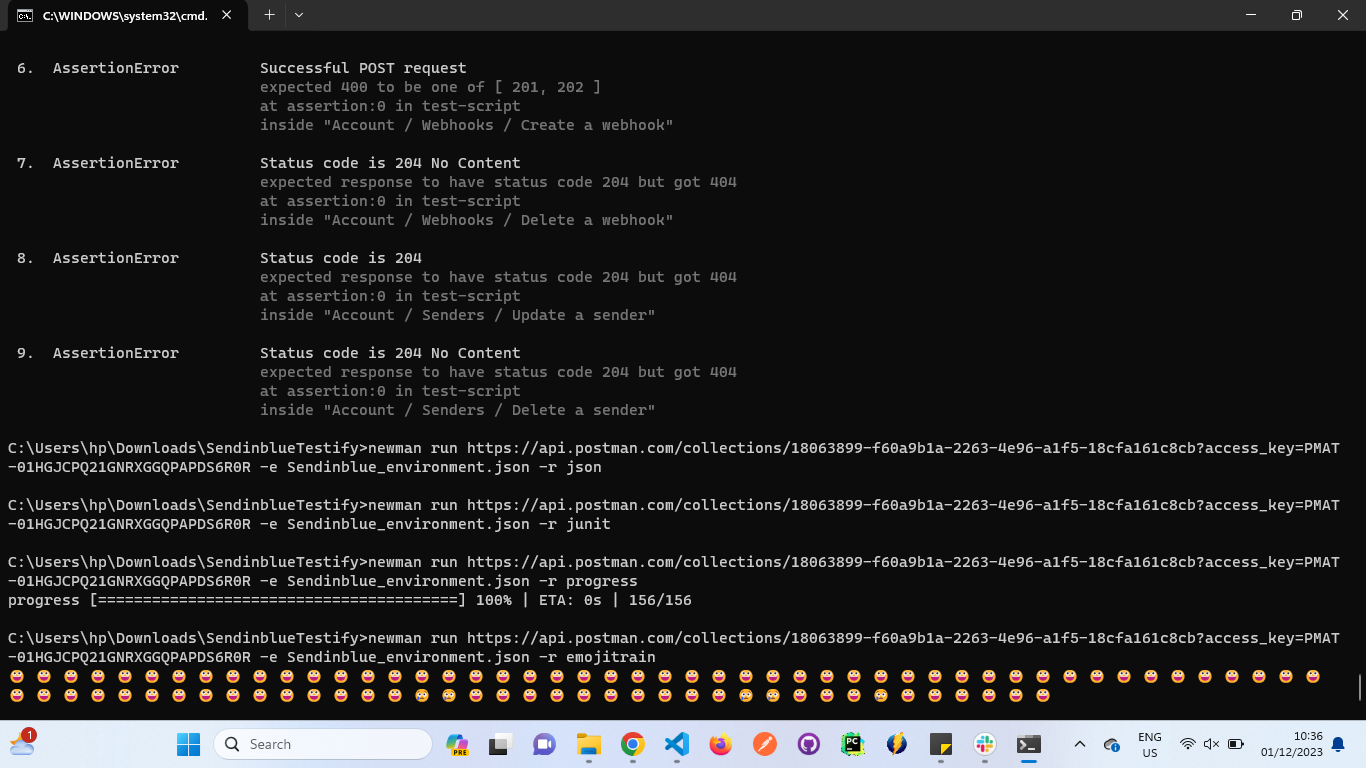 C:\WINDOWS\system32\cmd.
6. AssertionError Successful POST request
expected 400 to be one of [ 201, 202 ]
at assertion:0 in test-script
inside "Account / Webhooks / Create a webhook"
7. AssertionError Status code is 204 No Content
expected response to have status code 204 but got 404
at assertion:0 in test-script
inside "Account / Webhooks / Delete a webhook"
8. AssertionError Status code is 204
expected response to have status code 204 but got 404
at assertion:0 in test-script
inside "Account / Senders / Update a sender"
9. AssertionError Status code is 204 No Content
expected response to have status code 204 but got 404
at assertion:0 in test-script
inside "Account / Senders / Delete a sender"
C:\Users\hp\Downloads\SendinblueTestify>newman run https://api.postman.com/collections/18063899-f60a9b1a-2263-4e96-a1f5-18cfa161c8cb?access_key=PMAT
-01HGJCPQ21GNRXGGQPAPDS6R0R -e Sendinblue_environment.json -r json
C:\Users\hp\Downloads\SendinblueTestify>newman run https://api.postman.com/collections/18063899-f60a9b1a-2263-4e96-a1f5-18cfa161c8cb?access_key=PMAT
-01HGJCPQ21GNRXGGQPAPDS6R0R -e Sendinblue_environment.json -r junit
C:\Users\hp\Downloads\SendinblueTestify>newman run https://api.postman.com/collections/18063899-f60a9b1a-2263-4e96-a1f5-18cfa161c8cb?access_key=PMAT
-01HGJCPQ21GNRXGGQPAPDS6R0R -e Sendinblue_environment.json -r progress
progress [========================================] 100% | ETA: 0s | 156/156
C:\Users\hp\Downloads\SendinblueTestify>newman run https://api.postman.com/collections/18063899-f60a9b1a-2263-4e96-a1f5-18cfa161c8cb?access_key=PMAT
-01HGJCPQ21GNRXGGQPAPDS6R0R -e Sendinblue_environment.json -r emojitrain
1
Search
PRE
PC
ENG
US
10:36
01/12/2023